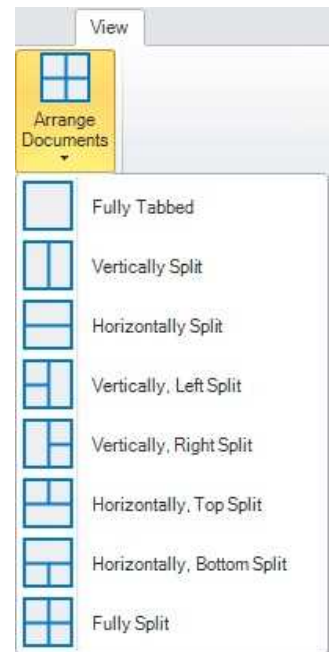 View
Arrange
Documents
Fully Tabbed
Vertically Split
Horizontally Split
Vertically, Left Split
Vertically, Right Split
Horizontally, Top Split
Horizontally, Bottom Split
Fully Split